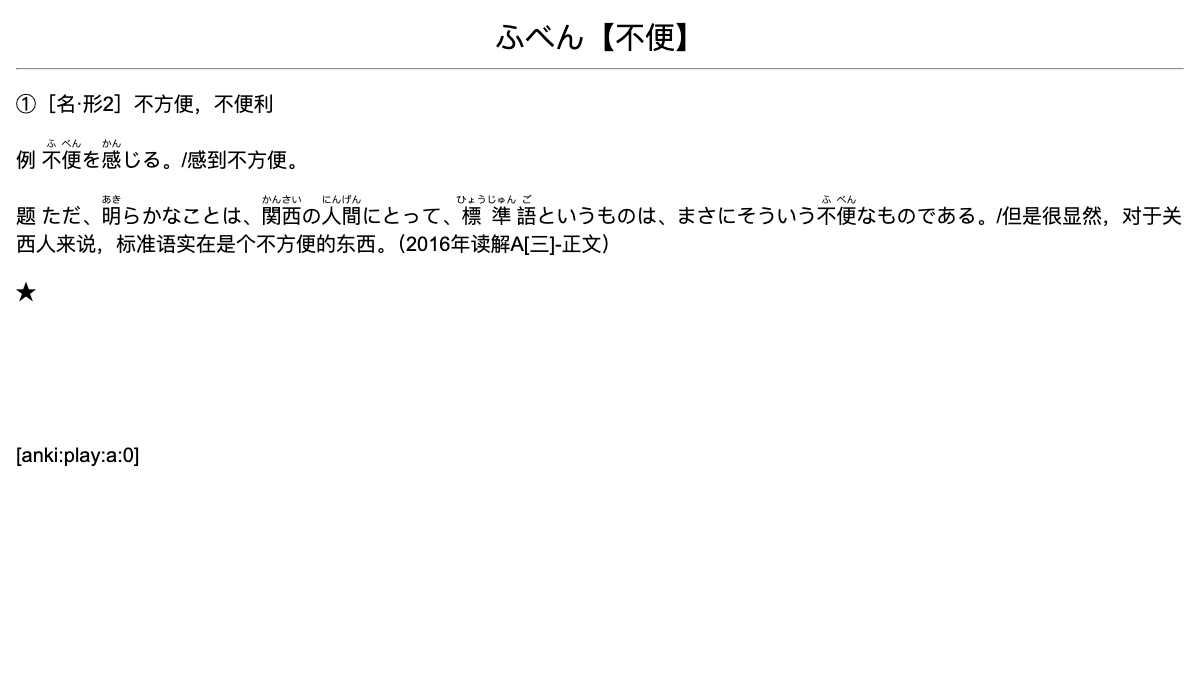 ふべん【不便】
①［名·形2］不方便，不便利
ふ べん かん
例 不便を感じる。/感到不方便。
あき かんさい にんげん ひょうじゅん ご ふ べん
题 ただ、明らかなことは、関西の人間にとって、標準語というものは、まさにそういう不便なものである。/但是很显然，对于关
西人来说，标准语实在是个不方便的东西。（2016年读解A[三]-正文）
★
[anki:play:a:0]